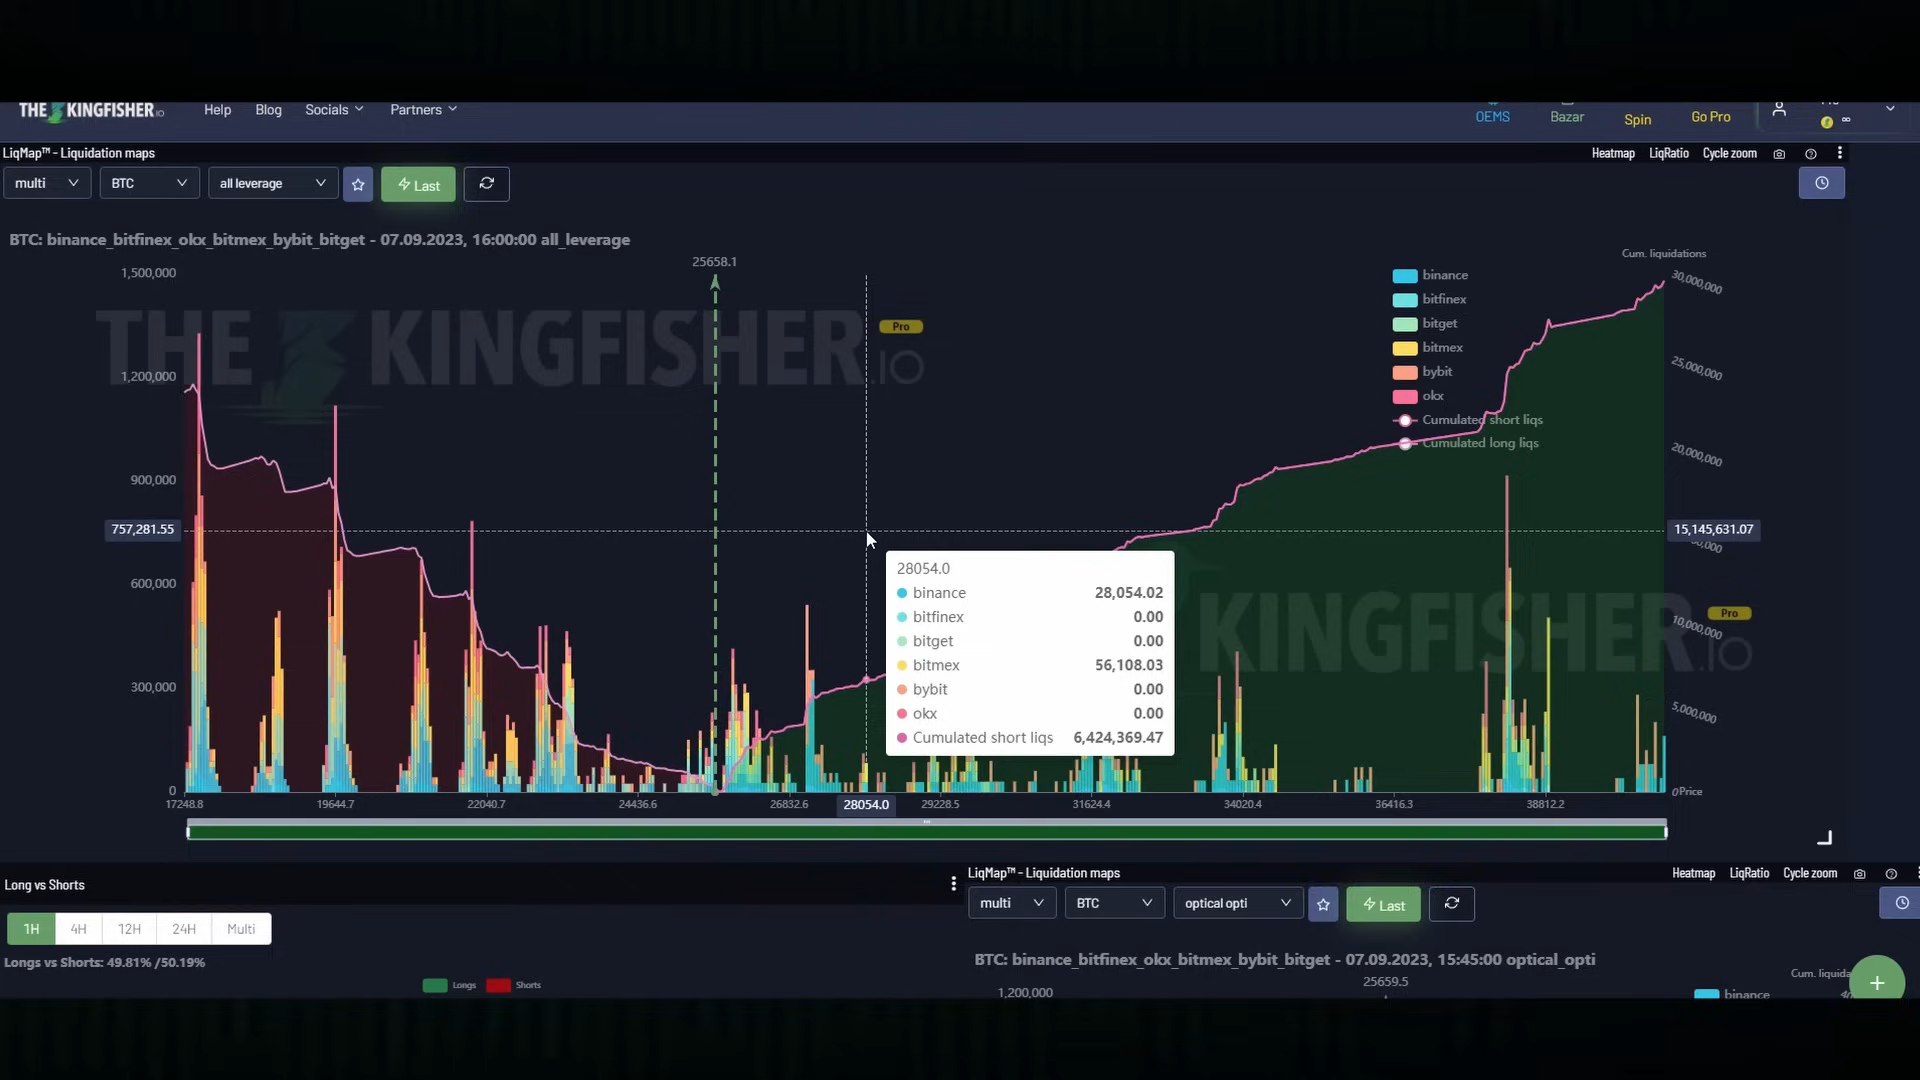 THE KINGFISHER.IO
Help Blog Socials Partners
OEMS Bazar Spin Go Pro
LiqMap™ - Liquidation maps
Heatmap LiqRatio Cycle zoom
multi BTC all leverage Last
BTC: binance_bitfinex_okx_bitmex_bybit_bitget - 07.09.2023, 16:00:00 all_leverage
25658.1
Cum. liquidations
1,500,000
1,200,000
900,000
757,281.55
600,000
300,000
0
THE KINGFISHER.IO
Pro
binance
bitfinex
bitget
bitmex
bybit
okx
Cumulated short liqs
Cumulated long liqs
30,000,000
25,000,000
20,000,000
15,145,631.07
10,000,000
5,000,000
0
Price
KINGFISHER.IO
Pro
28054.0
binance 28,054.02
bitfinex 0.00
bitget 0.00
bitmex 56,108.03
bybit 0.00
okx 0.00
Cumulated short liqs 6,424,369.47
17248.8 19644.7 22040.7 24436.6 26832.6 28054.0 29228.5 31624.4 34020.4 36416.3 38812.2
Long vs Shorts
1H 4H 12H 24H Multi
Longs vs Shorts: 49.81% /50.19%
Longs Shorts
LiqMap™ - Liquidation maps
Heatmap LiqRatio Cycle zoom
multi BTC optical opti Last
BTC: binance_bitfinex_okx_bitmex_bybit_bitget - 07.09.2023, 15:45:00 optical_opti
25659.5
1,200,000
Cum. liquida
binance